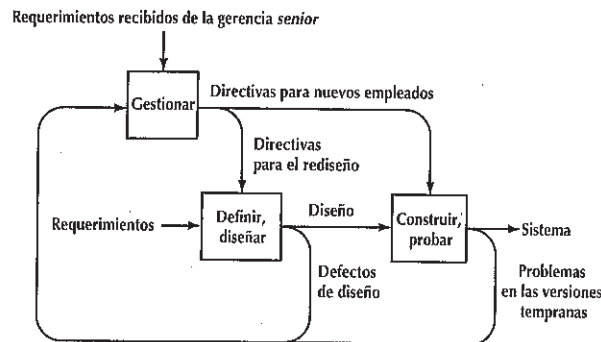 Requerimientos recibidos de la gerencia senior
Gestionar
Directivas para nuevos empleados
Directivas
para el rediseño
Requerimientos
Definir,
diseñar
Diseño
Construir,
probar
Sistema
Defectos
de diseño
Problemas
en las versiones
tempranas